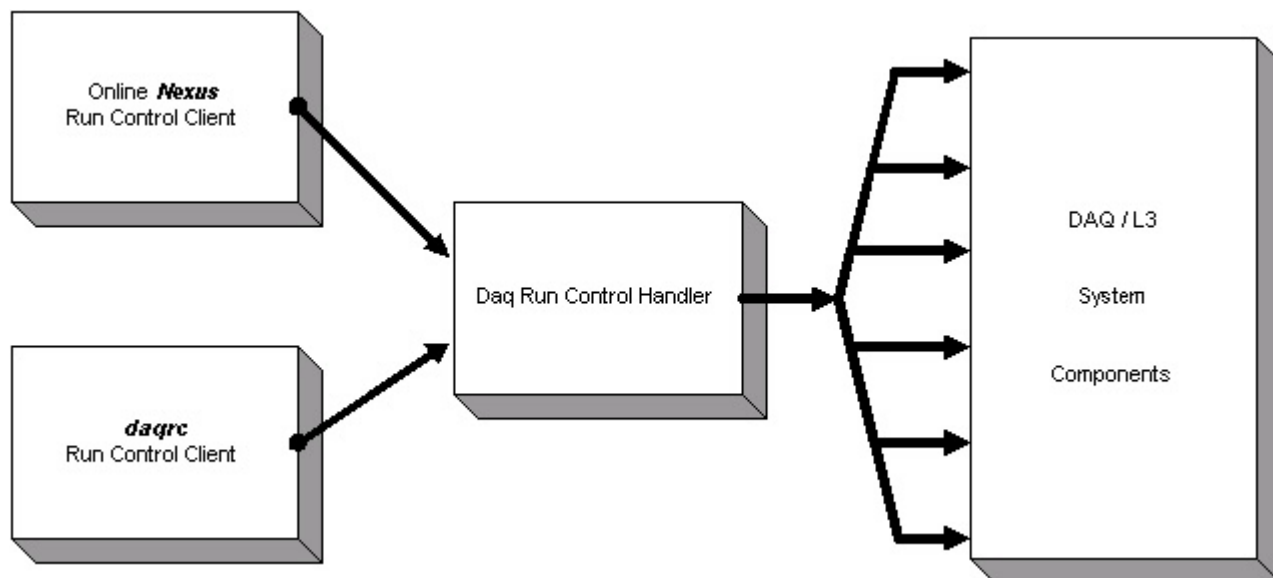 Online Nexus
Run Control Client
Daq Run Control Handler
daqrc
Run Control Client
DAQ / L3
System
Components